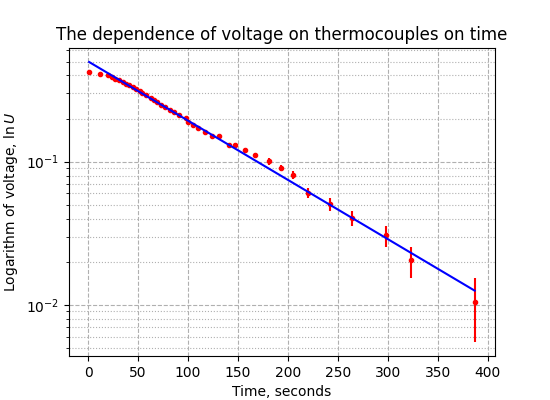 The dependence of voltage on thermocouples on time
Logarithm of voltage, ln U
10⁻¹
10⁻²
0 50 100 150 200 250 300 350 400
Time, seconds